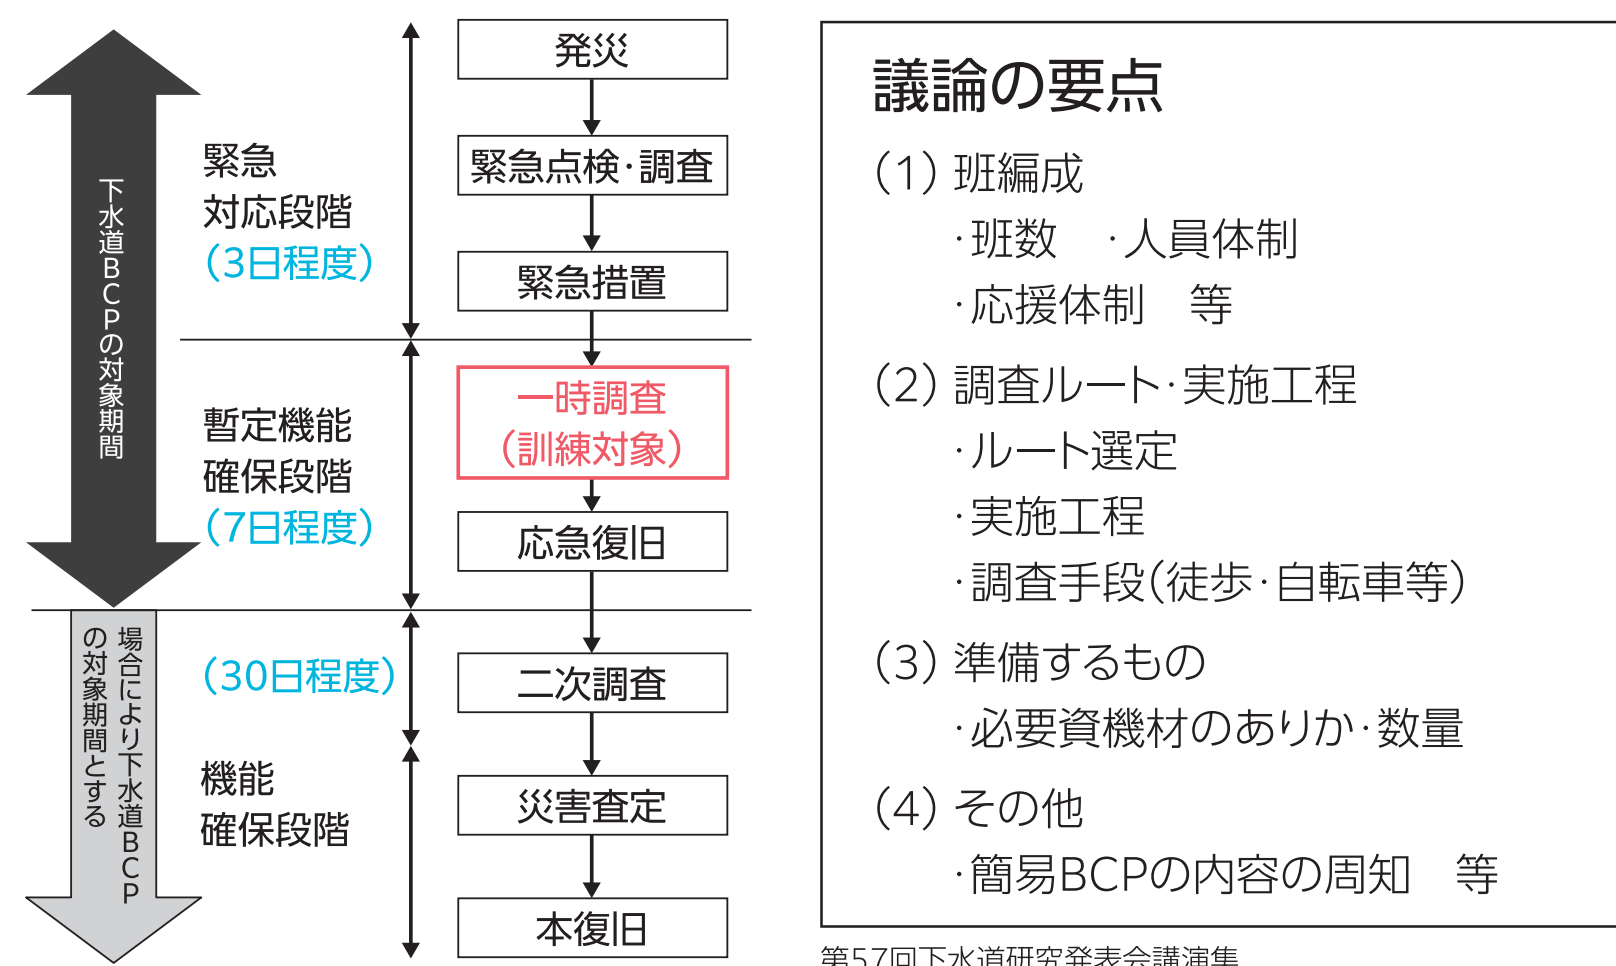 下水道BCPの対象期間
場合により下水道BCP
の対象期間とする
緊急
対応段階
（3日程度）
暫定機能
確保段階
（7日程度）
（30日程度）
機能
確保段階
発災
緊急点検・調査
緊急措置
一時調査
（訓練対象）
応急復旧
二次調査
災害査定
本復旧
議論の要点
（1）班編成
・班数　・人員体制
・応援体制　等
（2）調査ルート・実施工程
・ルート選定
・実施工程
・調査手段（徒歩・自転車等）
（3）準備するもの
・必要資機材のありか・数量
（4）その他
・簡易BCPの内容の周知　等
第57回下水道研究発表会講演集